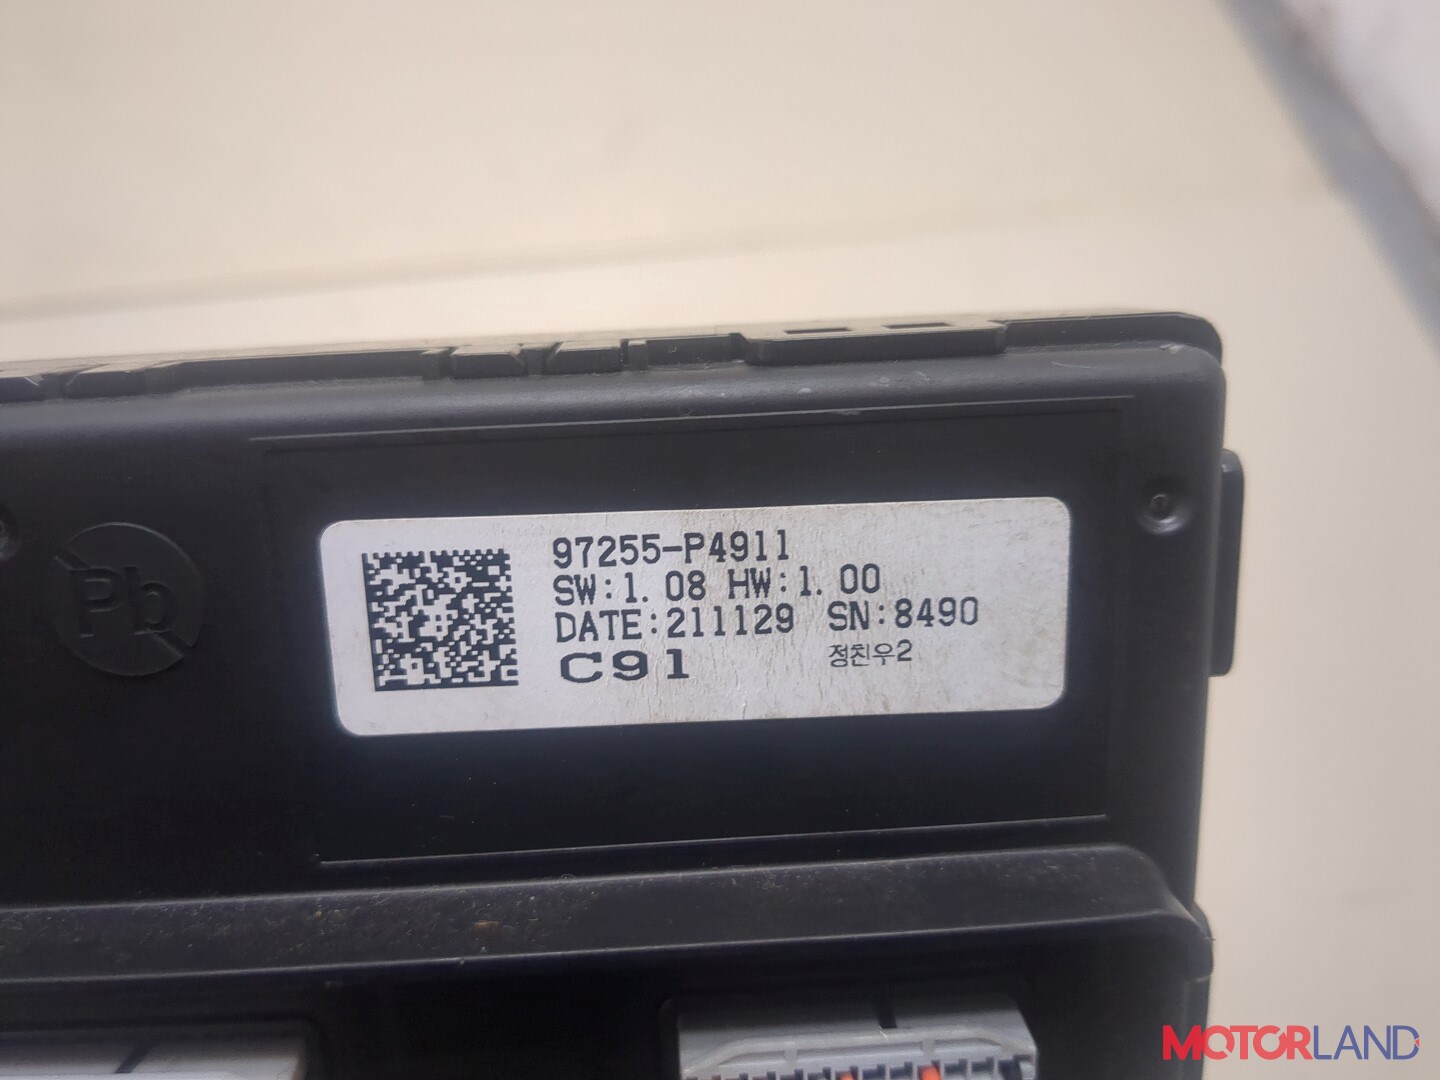 97255-P4911
SW:1.08 HW:1.00
DATE:211129 SN:8490
C91 정친우2
Pb
MOTORLAND